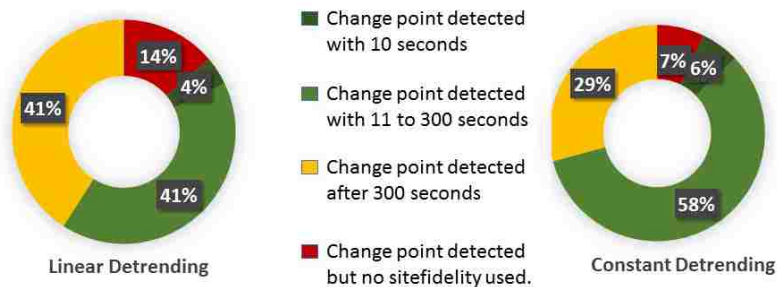 14%
4%
41%
41%
Linear Detrending
Change point detected
with 10 seconds
Change point detected
with 11 to 300 seconds
Change point detected
after 300 seconds
Change point detected
but no sitefidelity used.
7%
6%
29%
58%
Constant Detrending